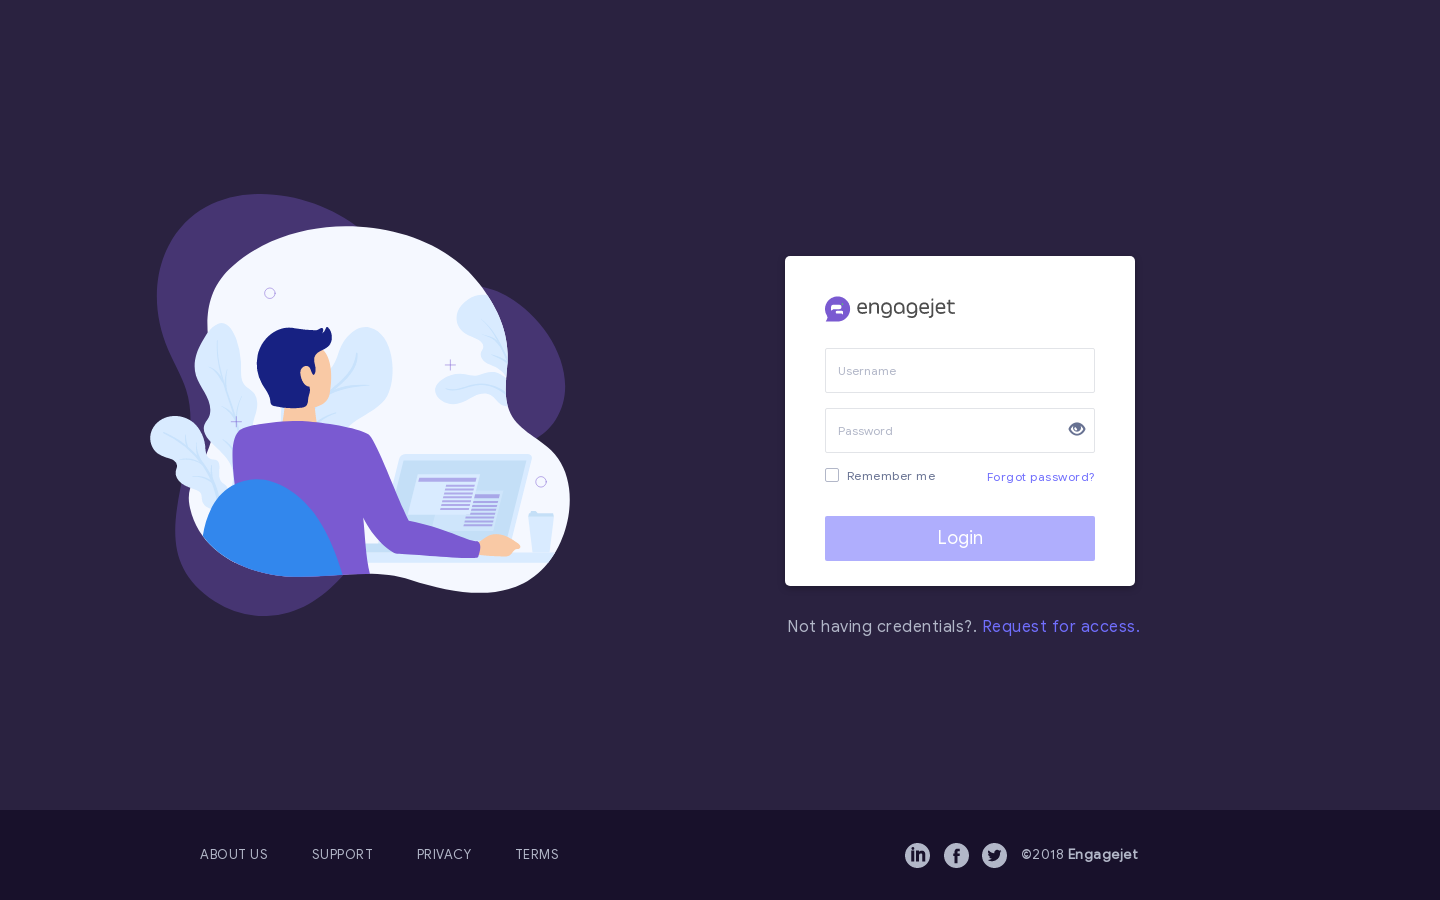 engagejet
Username
Password
Remember me
Forgot password?
Login
Not having credentials?. Request for access.
ABOUT US
SUPPORT
PRIVACY
TERMS
in
f
©2018 Engagejet